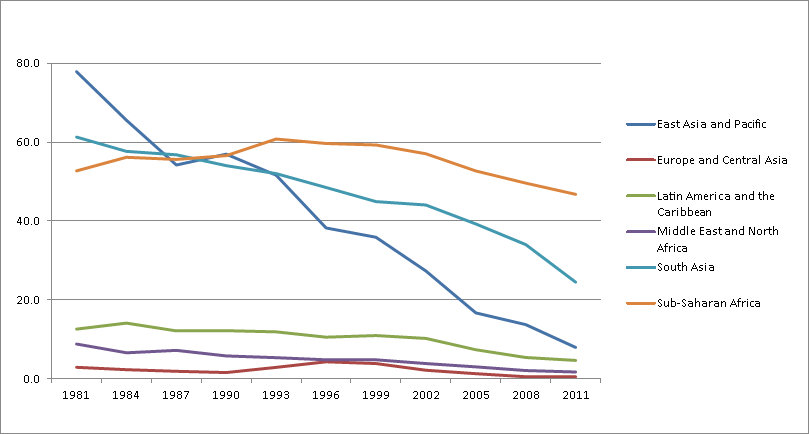 80.0
60.0
40.0
20.0
0.0
1981 1984 1987 1990 1993 1996 1999 2002 2005 2008 2011
East Asia and Pacific
Europe and Central Asia
Latin America and the
Caribbean
Middle East and North
Africa
South Asia
Sub-Saharan Africa